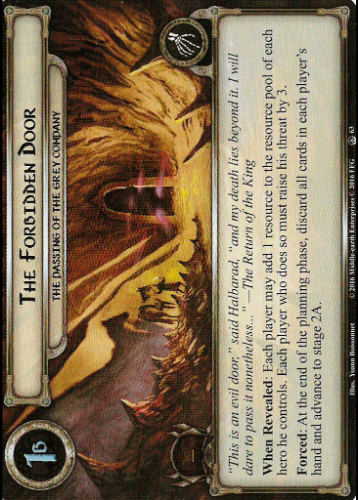 1B
THE FORBIDDEN DOOR
THE PASSING OF THE GREY COMPANY
“This is an evil door,” said Halbarad, “and my death lies beyond it. I will
dare to pass it nonetheless...” —The Return of the King
When Revealed: Each player may add 1 resource to the resource pool of each
hero he controls. Each player who does so must raise his threat by 3.
Forced: At the end of the planning phase, discard all cards in each player’s
hand and advance to stage 2A.
Illus. Yoann Boissonnet © 2016 Middle-earth Enterprises © 2016 FFG 63